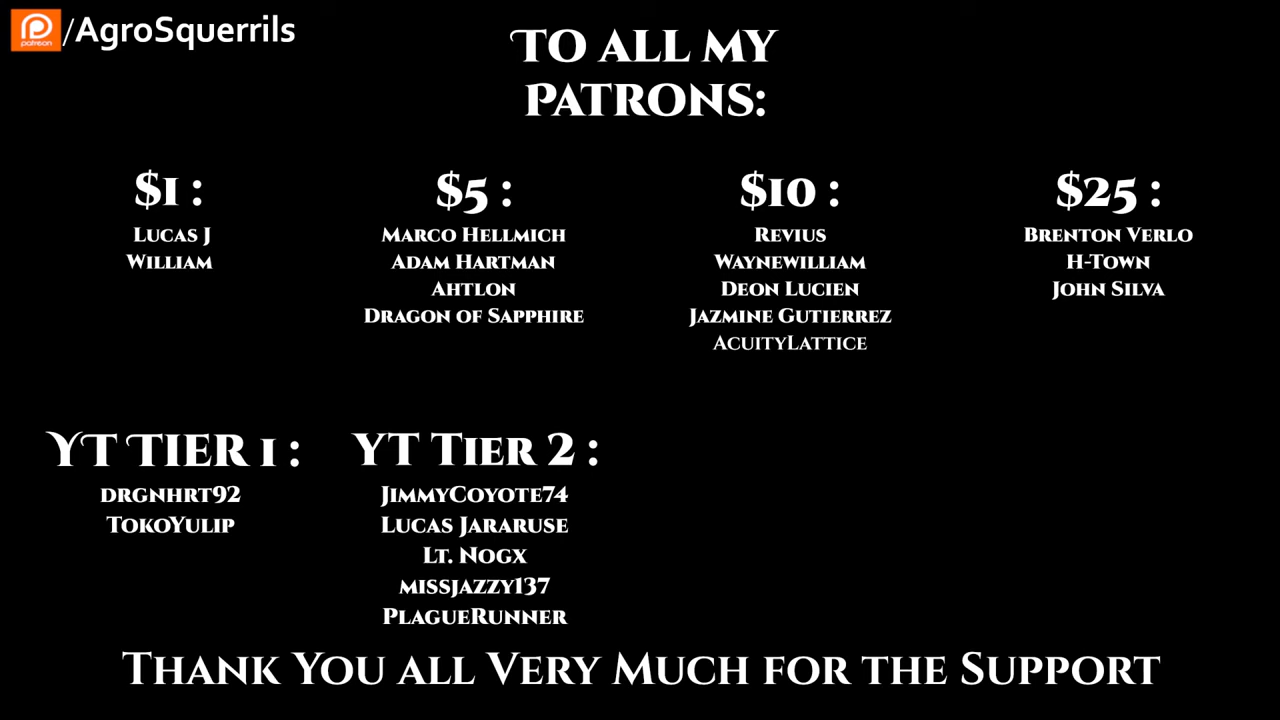 patreon
/AgroSquerrils
To all my
Patrons:
$1 :
Lucas J
William
$5 :
Marco Hellmich
Adam Hartman
Ahtlon
Dragon of Sapphire
$10 :
Revius
Waynewilliam
Deon Lucien
Jazmine Gutierrez
AcuityLattice
$25 :
Brenton Verlo
H-Town
John Silva
YT Tier 1 :
drgnhrt92
TokoYulip
YT Tier 2 :
JimmyCoyote74
Lucas Jararuse
Lt. Nogx
missjazzy137
PlagueRunner
Thank You all Very Much for the Support